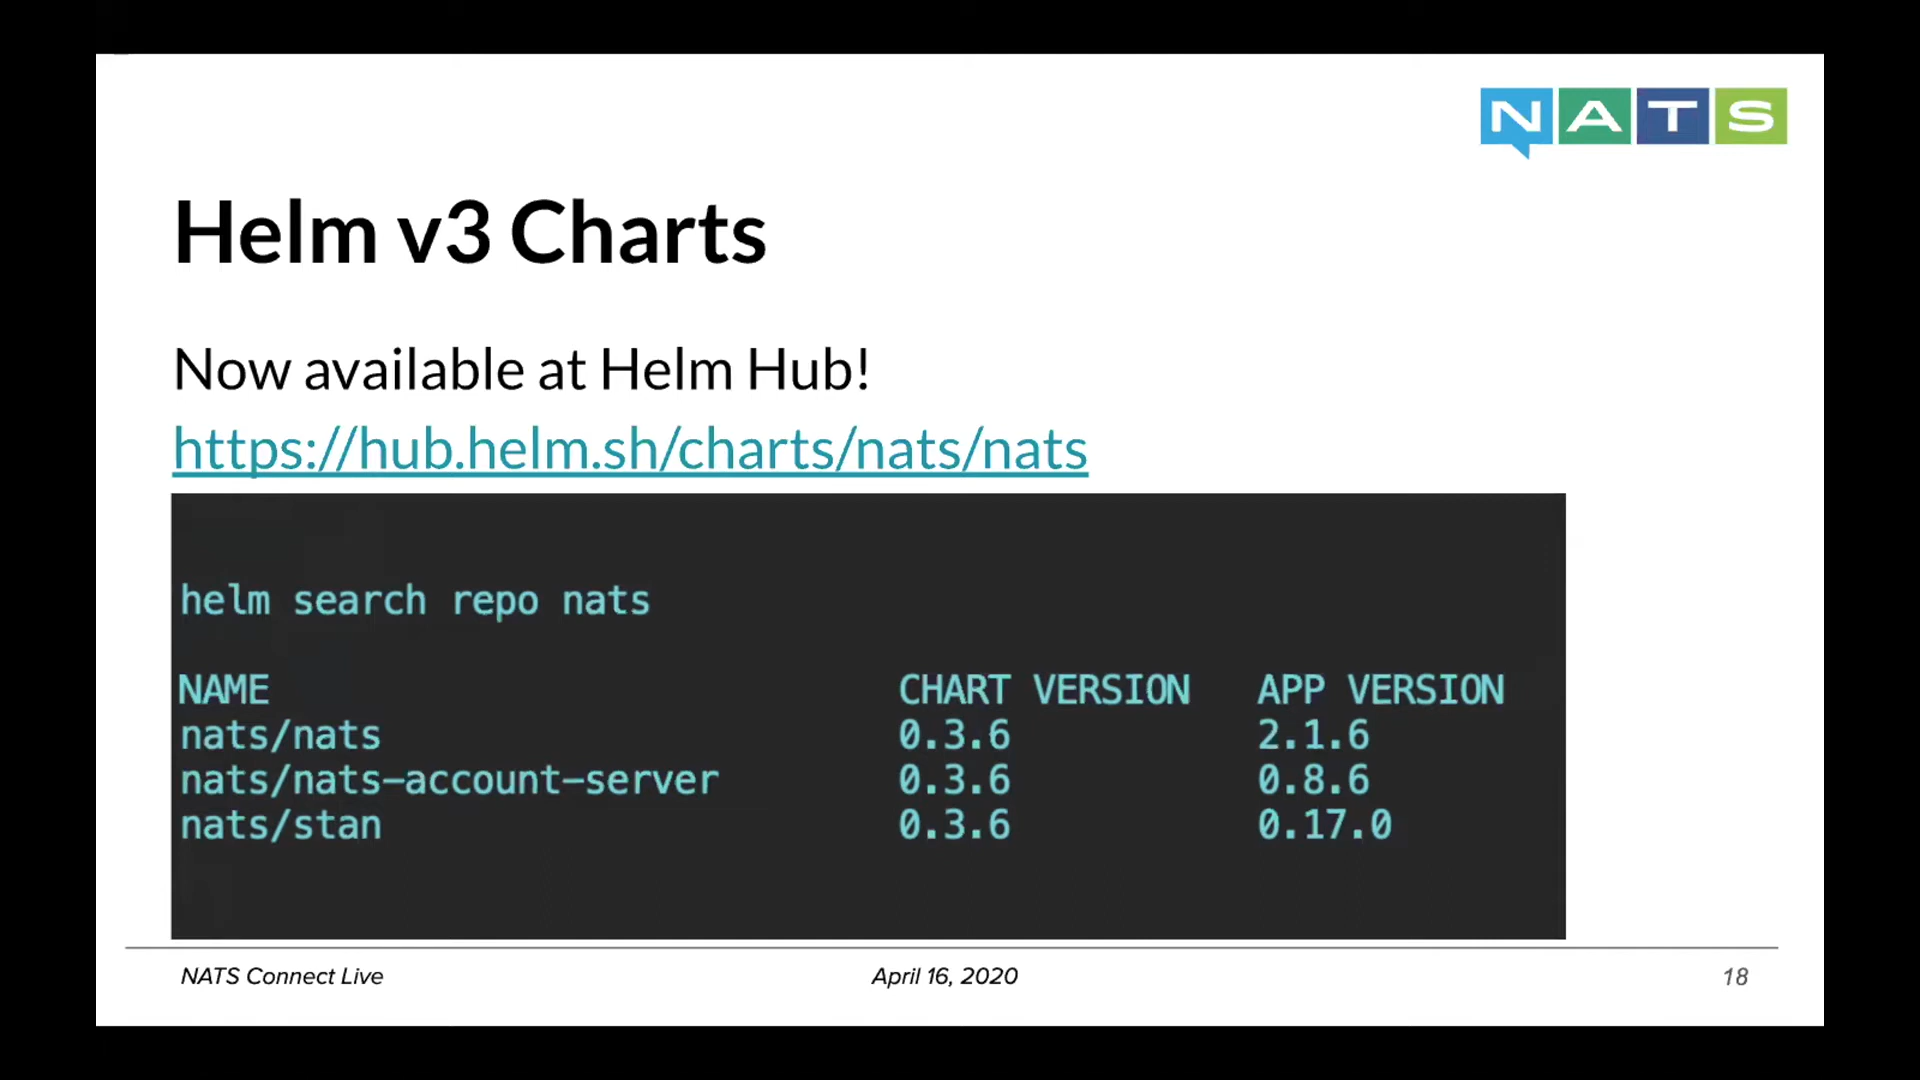 NATS
Helm v3 Charts
Now available at Helm Hub!
https://hub.helm.sh/charts/nats/nats
helm search repo nats
NAME CHART VERSION APP VERSION
nats/nats 0.3.6 2.1.6
nats/nats-account-server 0.3.6 0.8.6
nats/stan 0.3.6 0.17.0
NATS Connect Live April 16, 2020 18